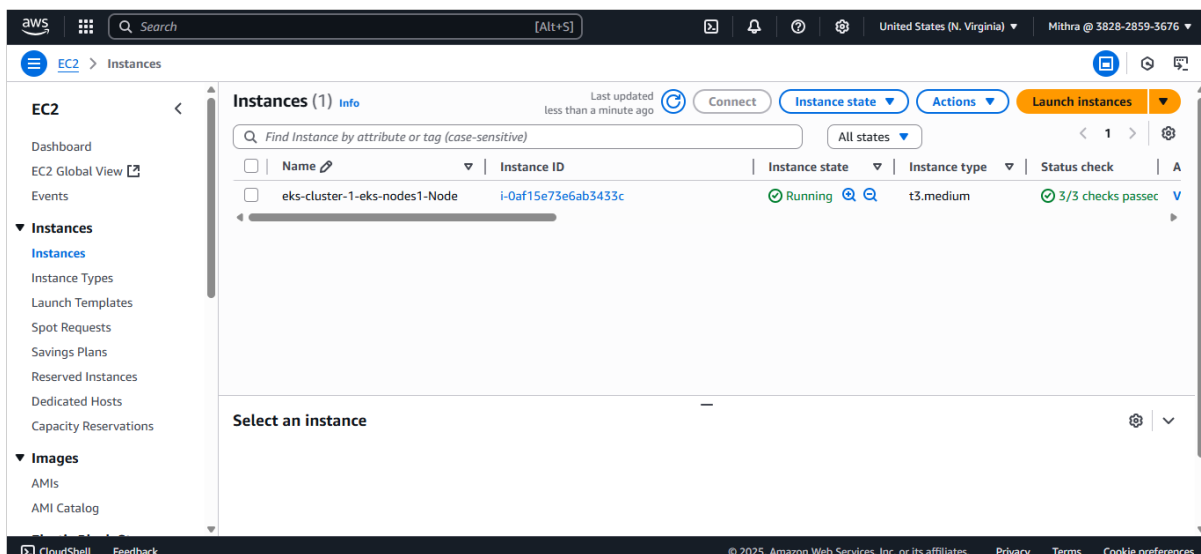 aws
Search [Alt+S]
United States (N. Virginia) ▼ Mithra @ 3828-2859-3676 ▼
EC2 > Instances
EC2
Dashboard
EC2 Global View
Events
▼ Instances
Instances
Instance Types
Launch Templates
Spot Requests
Savings Plans
Reserved Instances
Dedicated Hosts
Capacity Reservations
▼ Images
AMIs
AMI Catalog
Instances (1) Info
Last updated
less than a minute ago
Connect
Instance state ▼
Actions ▼
Launch instances ▼
Find Instance by attribute or tag (case-sensitive)
All states ▼
< 1 >
Name Instance ID Instance state Instance type Status check A
eks-cluster-1-eks-nodes1-Node i-0af15e73e6ab3433c Running t3.medium 3/3 checks passec V
Select an instance
CloudShell Feedback © 2025, Amazon Web Services, Inc. or its affiliates. Privacy Terms Cookie preferences